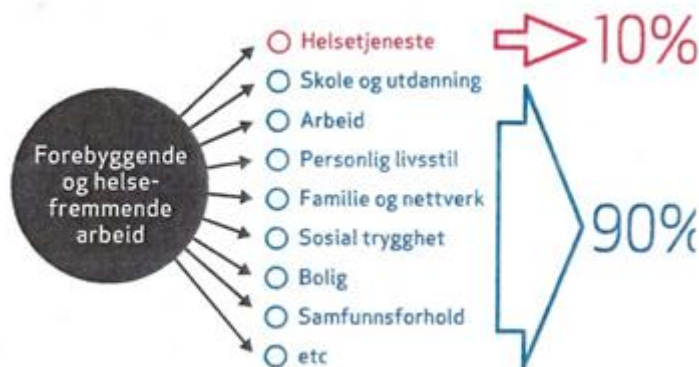 Forebyggende
og helse-
fremmende
arbeid
Helsetjeneste
10%
Skole og utdanning
Arbeid
Personlig livsstil
Familie og nettverk
Sosial trygghet
Bolig
Samfunnsforhold
etc
90%